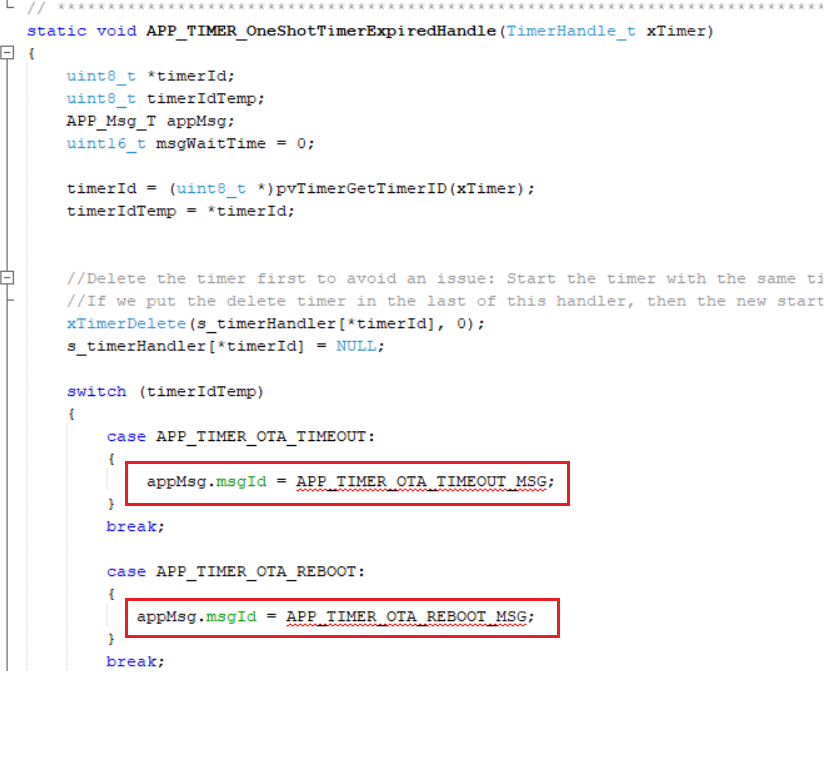 // ******************************************************************************
static void APP_TIMER_OneShotTimerExpiredHandle(TimerHandle_t xTimer)
{
uint8_t *timerId;
uint8_t timerIdTemp;
APP_Msg_T appMsg;
uint16_t msgWaitTime = 0;
timerId = (uint8_t *)pvTimerGetTimerID(xTimer);
timerIdTemp = *timerId;
//Delete the timer first to avoid an issue: Start the timer with the same ti
//If we put the delete timer in the last of this handler, then the new start
xTimerDelete(s_timerHandler[*timerId], 0);
s_timerHandler[*timerId] = NULL;
switch (timerIdTemp)
{
case APP_TIMER_OTA_TIMEOUT:
{
appMsg.msgId = APP_TIMER_OTA_TIMEOUT_MSG;
}
break;
case APP_TIMER_OTA_REBOOT:
{
appMsg.msgId = APP_TIMER_OTA_REBOOT_MSG;
}
break;